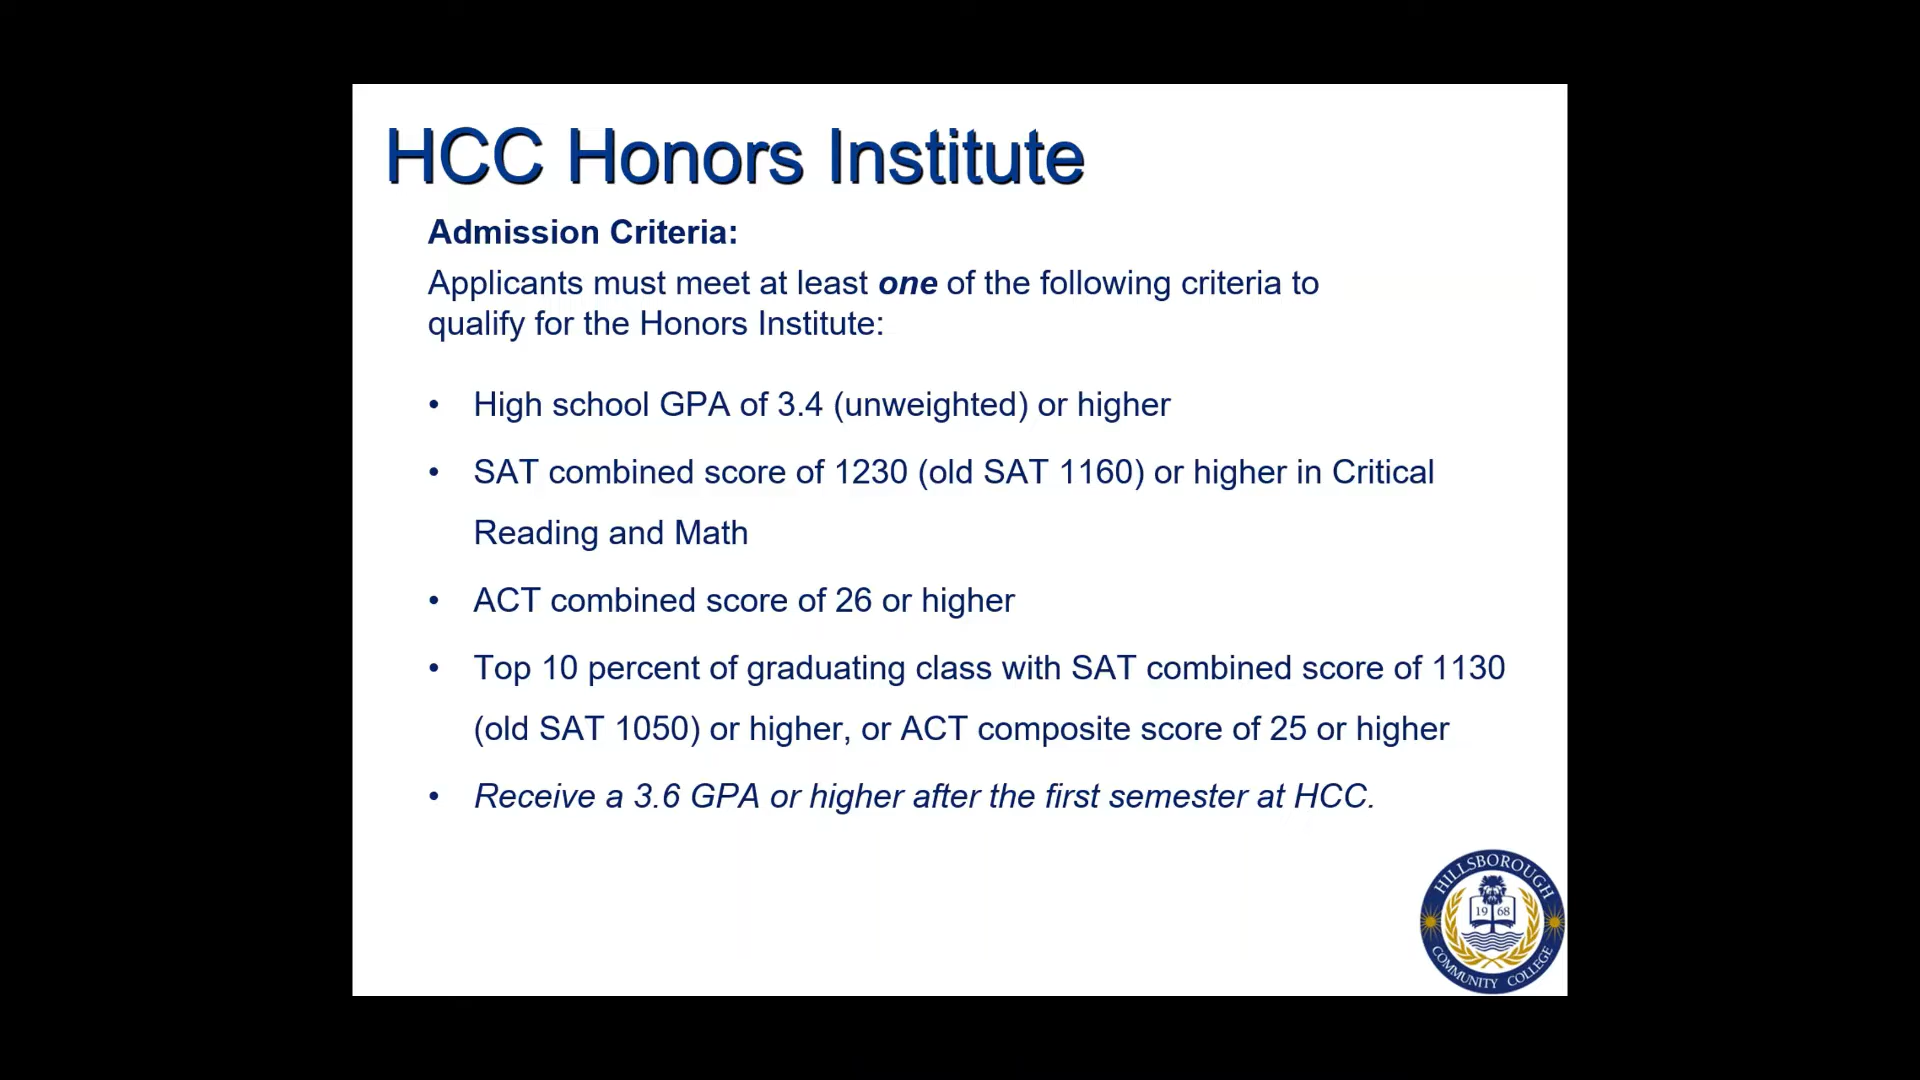 HCC Honors Institute
Admission Criteria:
Applicants must meet at least one of the following criteria to
qualify for the Honors Institute:
• High school GPA of 3.4 (unweighted) or higher
• SAT combined score of 1230 (old SAT 1160) or higher in Critical
Reading and Math
• ACT combined score of 26 or higher
• Top 10 percent of graduating class with SAT combined score of 1130
(old SAT 1050) or higher, or ACT composite score of 25 or higher
• Receive a 3.6 GPA or higher after the first semester at HCC.
HILLSBOROUGH
19 68
COMMUNITY COLLEGE